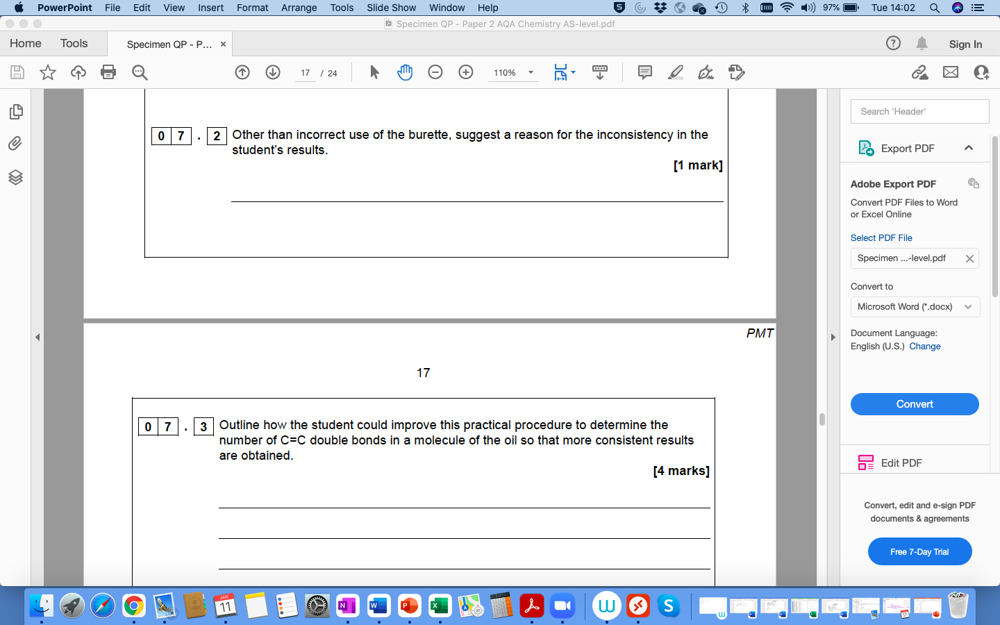 PowerPoint File Edit View Insert Format Arrange Tools Slide Show Window Help 97% Tue 14:02
Specimen QP - Paper 2 AQA Chemistry AS-level.pdf
Home Tools Specimen QP - P... × Sign In
17 / 24 110%
Search 'Header'
Export PDF
Adobe Export PDF
Convert PDF Files to Word
or Excel Online
Select PDF File
Specimen ...-level.pdf
Convert to
Microsoft Word (*.docx)
Document Language:
English (U.S.) Change
Convert
Edit PDF
Convert, edit and e-sign PDF
documents & agreements
Free 7-Day Trial
0 7 . 2 Other than incorrect use of the burette, suggest a reason for the inconsistency in the
student's results.
[1 mark]
PMT
17
0 7 . 3 Outline how the student could improve this practical procedure to determine the
number of C=C double bonds in a molecule of the oil so that more consistent results
are obtained.
[4 marks]
JAN
11